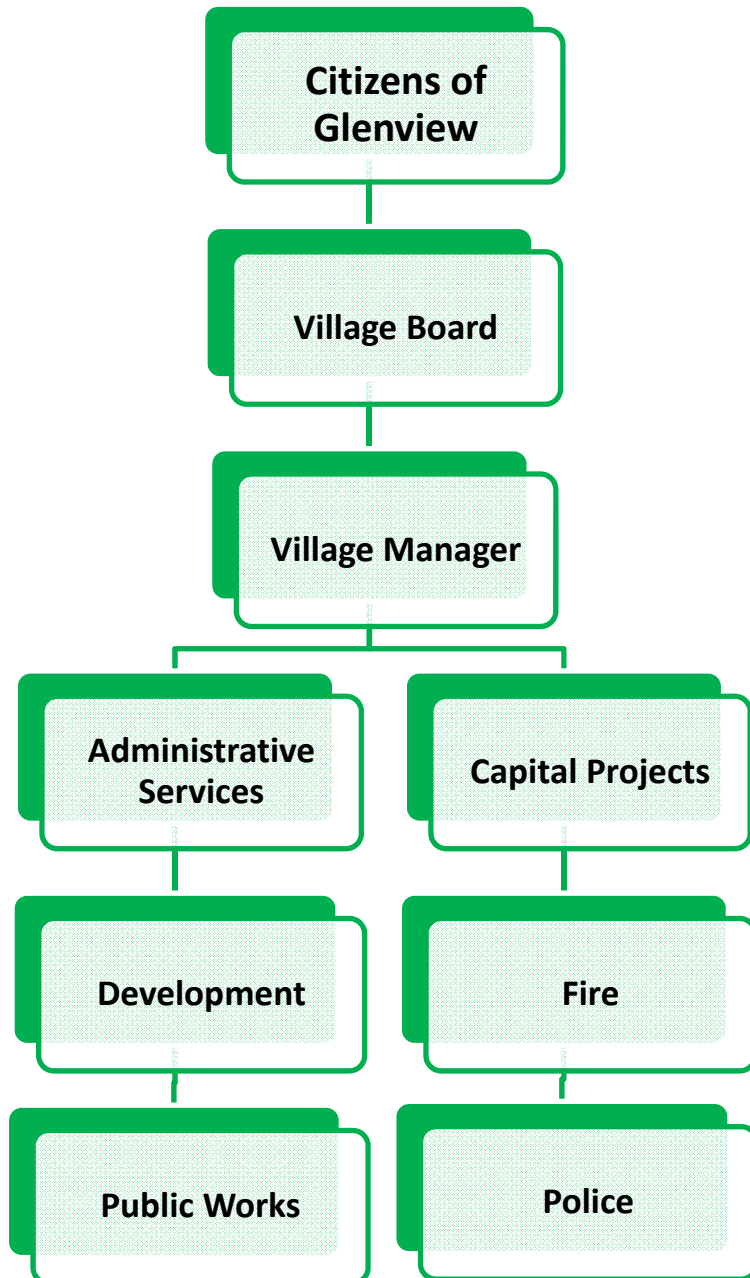 Citizens of
Glenview
Village Board
Village Manager
Administrative
Services
Capital Projects
Development
Fire
Public Works
Police